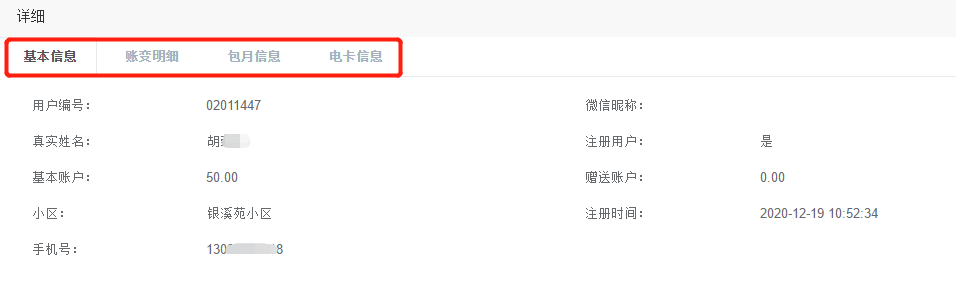 详细
基本信息 账变明细 包月信息 电卡信息
用户编号： 02011447 微信昵称：
真实姓名： 胡 注册用户： 是
基本账户： 50.00 赠送账户： 0.00
小区： 银溪苑小区 注册时间： 2020-12-19 10:52:34
手机号： 130 8